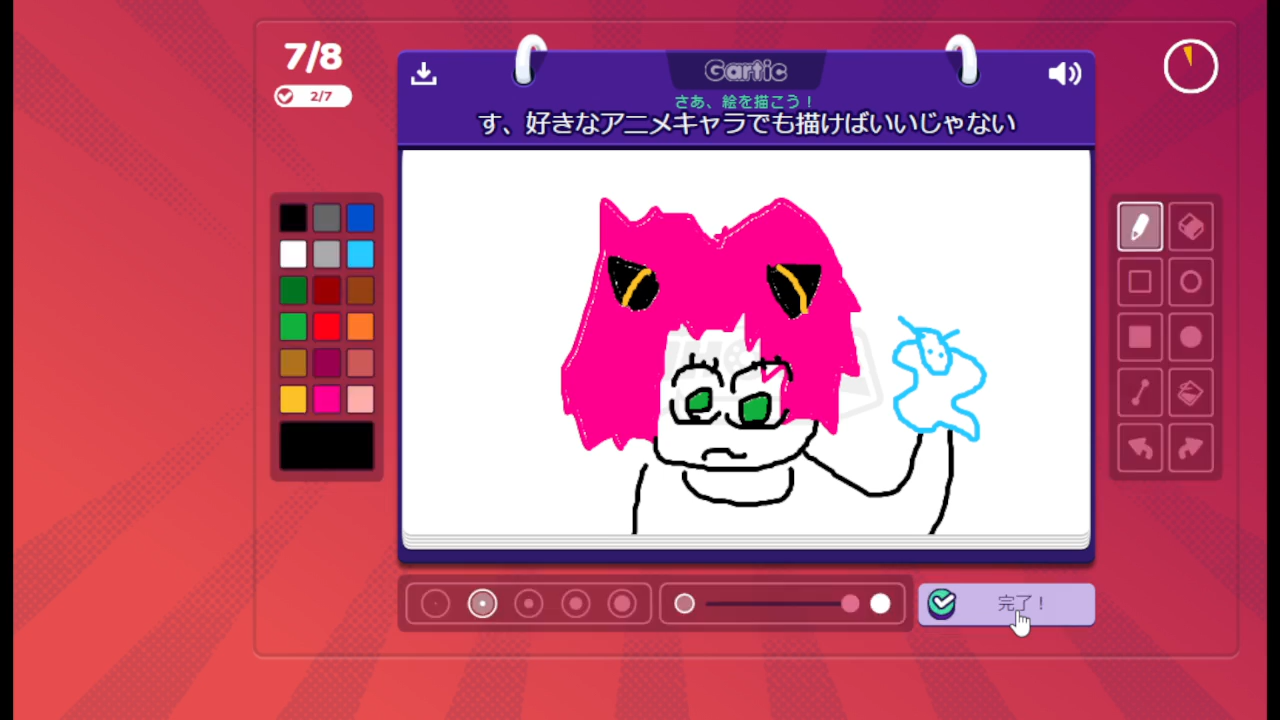 7/8
2/7
Gartic
さあ、絵を描こう！
す、好きなアニメキャラでも描けばいいじゃない
完了！